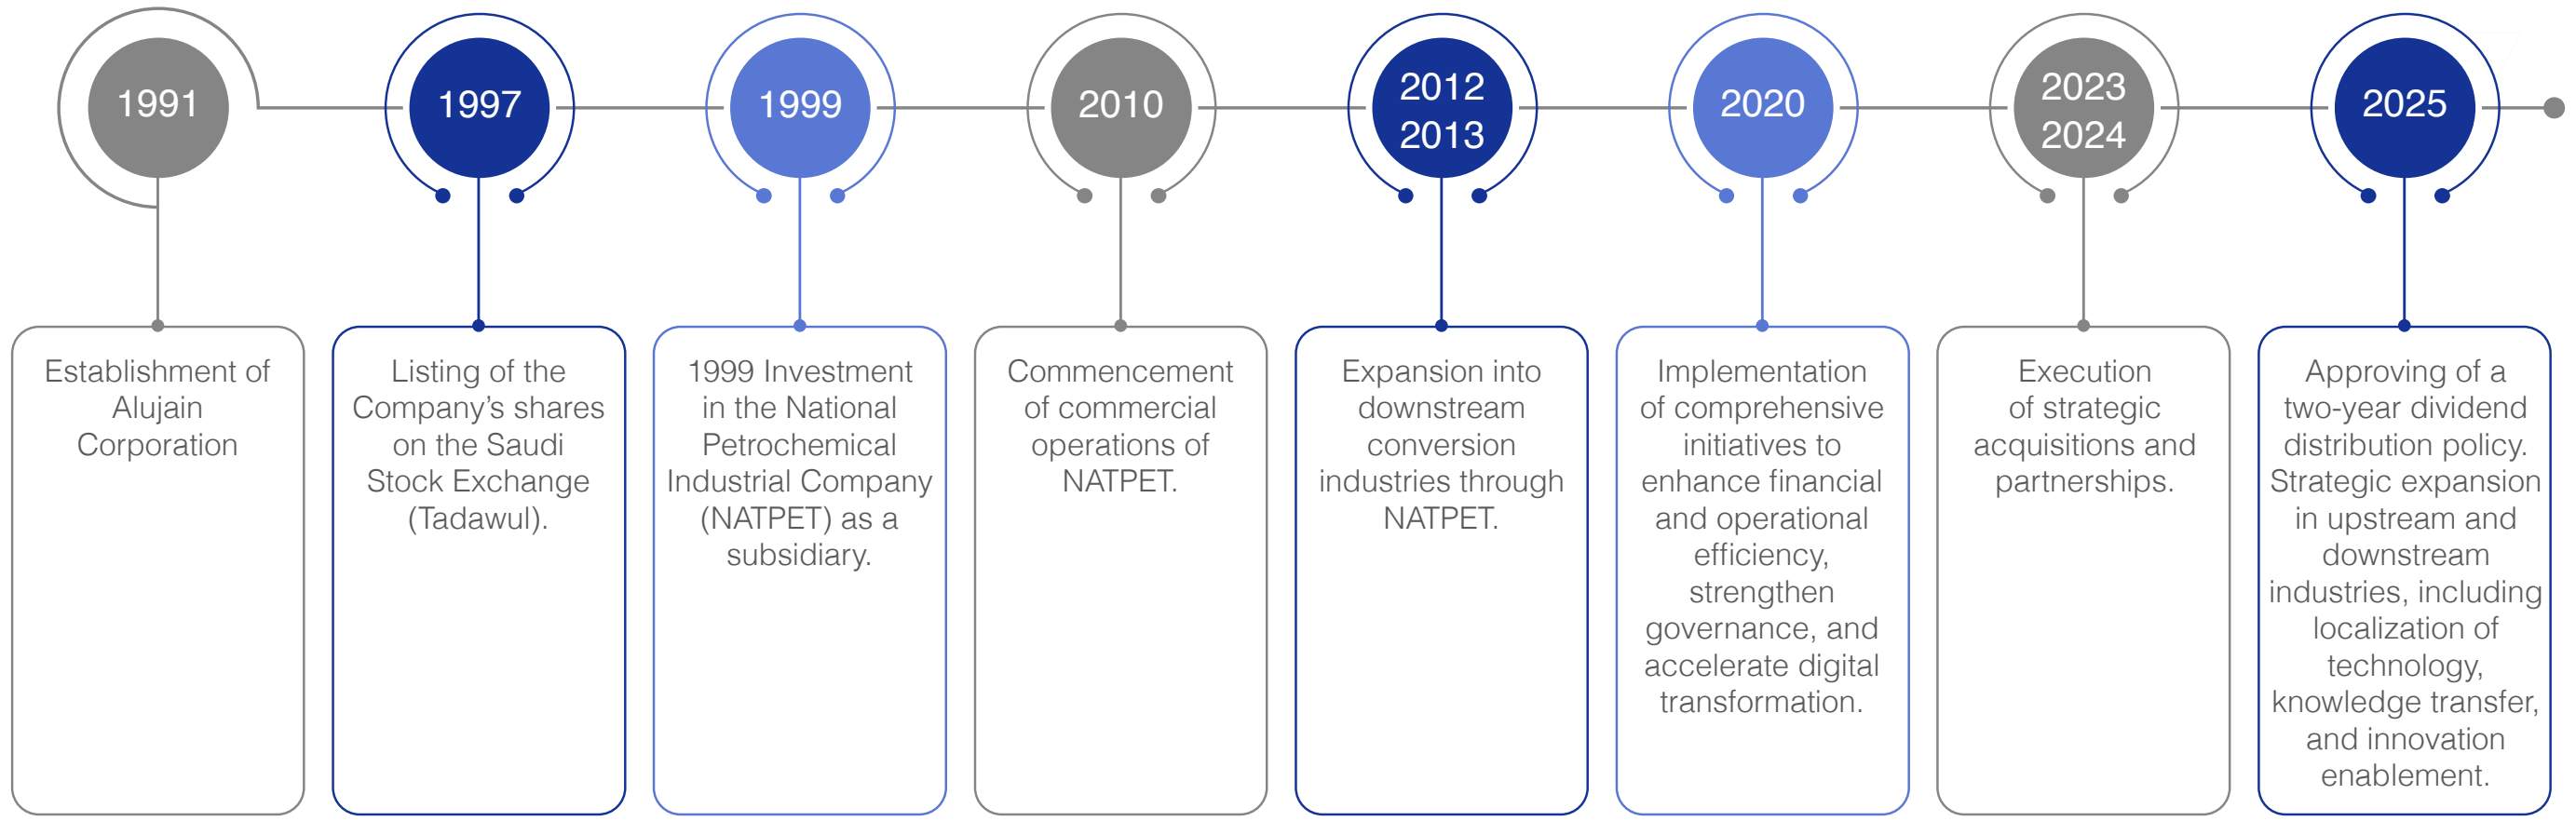 1991
1997
1999
2010
2012
2013
2020
2023
2024
2025
Establishment of
Alujain
Corporation
Listing of the
Company’s shares
on the Saudi
Stock Exchange
(Tadawul).
1999 Investment
in the National
Petrochemical
Industrial Company
(NATPET) as a
subsidiary.
Commencement
of commercial
operations of
NATPET.
Expansion into
downstream
conversion
industries through
NATPET.
Implementation
of comprehensive
initiatives to
enhance financial
and operational
efficiency,
strengthen
governance, and
accelerate digital
transformation.
Execution
of strategic
acquisitions and
partnerships.
Approving of a
two-year dividend
distribution policy.
Strategic expansion
in upstream and
downstream
industries, including
localization of
technology,
knowledge transfer,
and innovation
enablement.